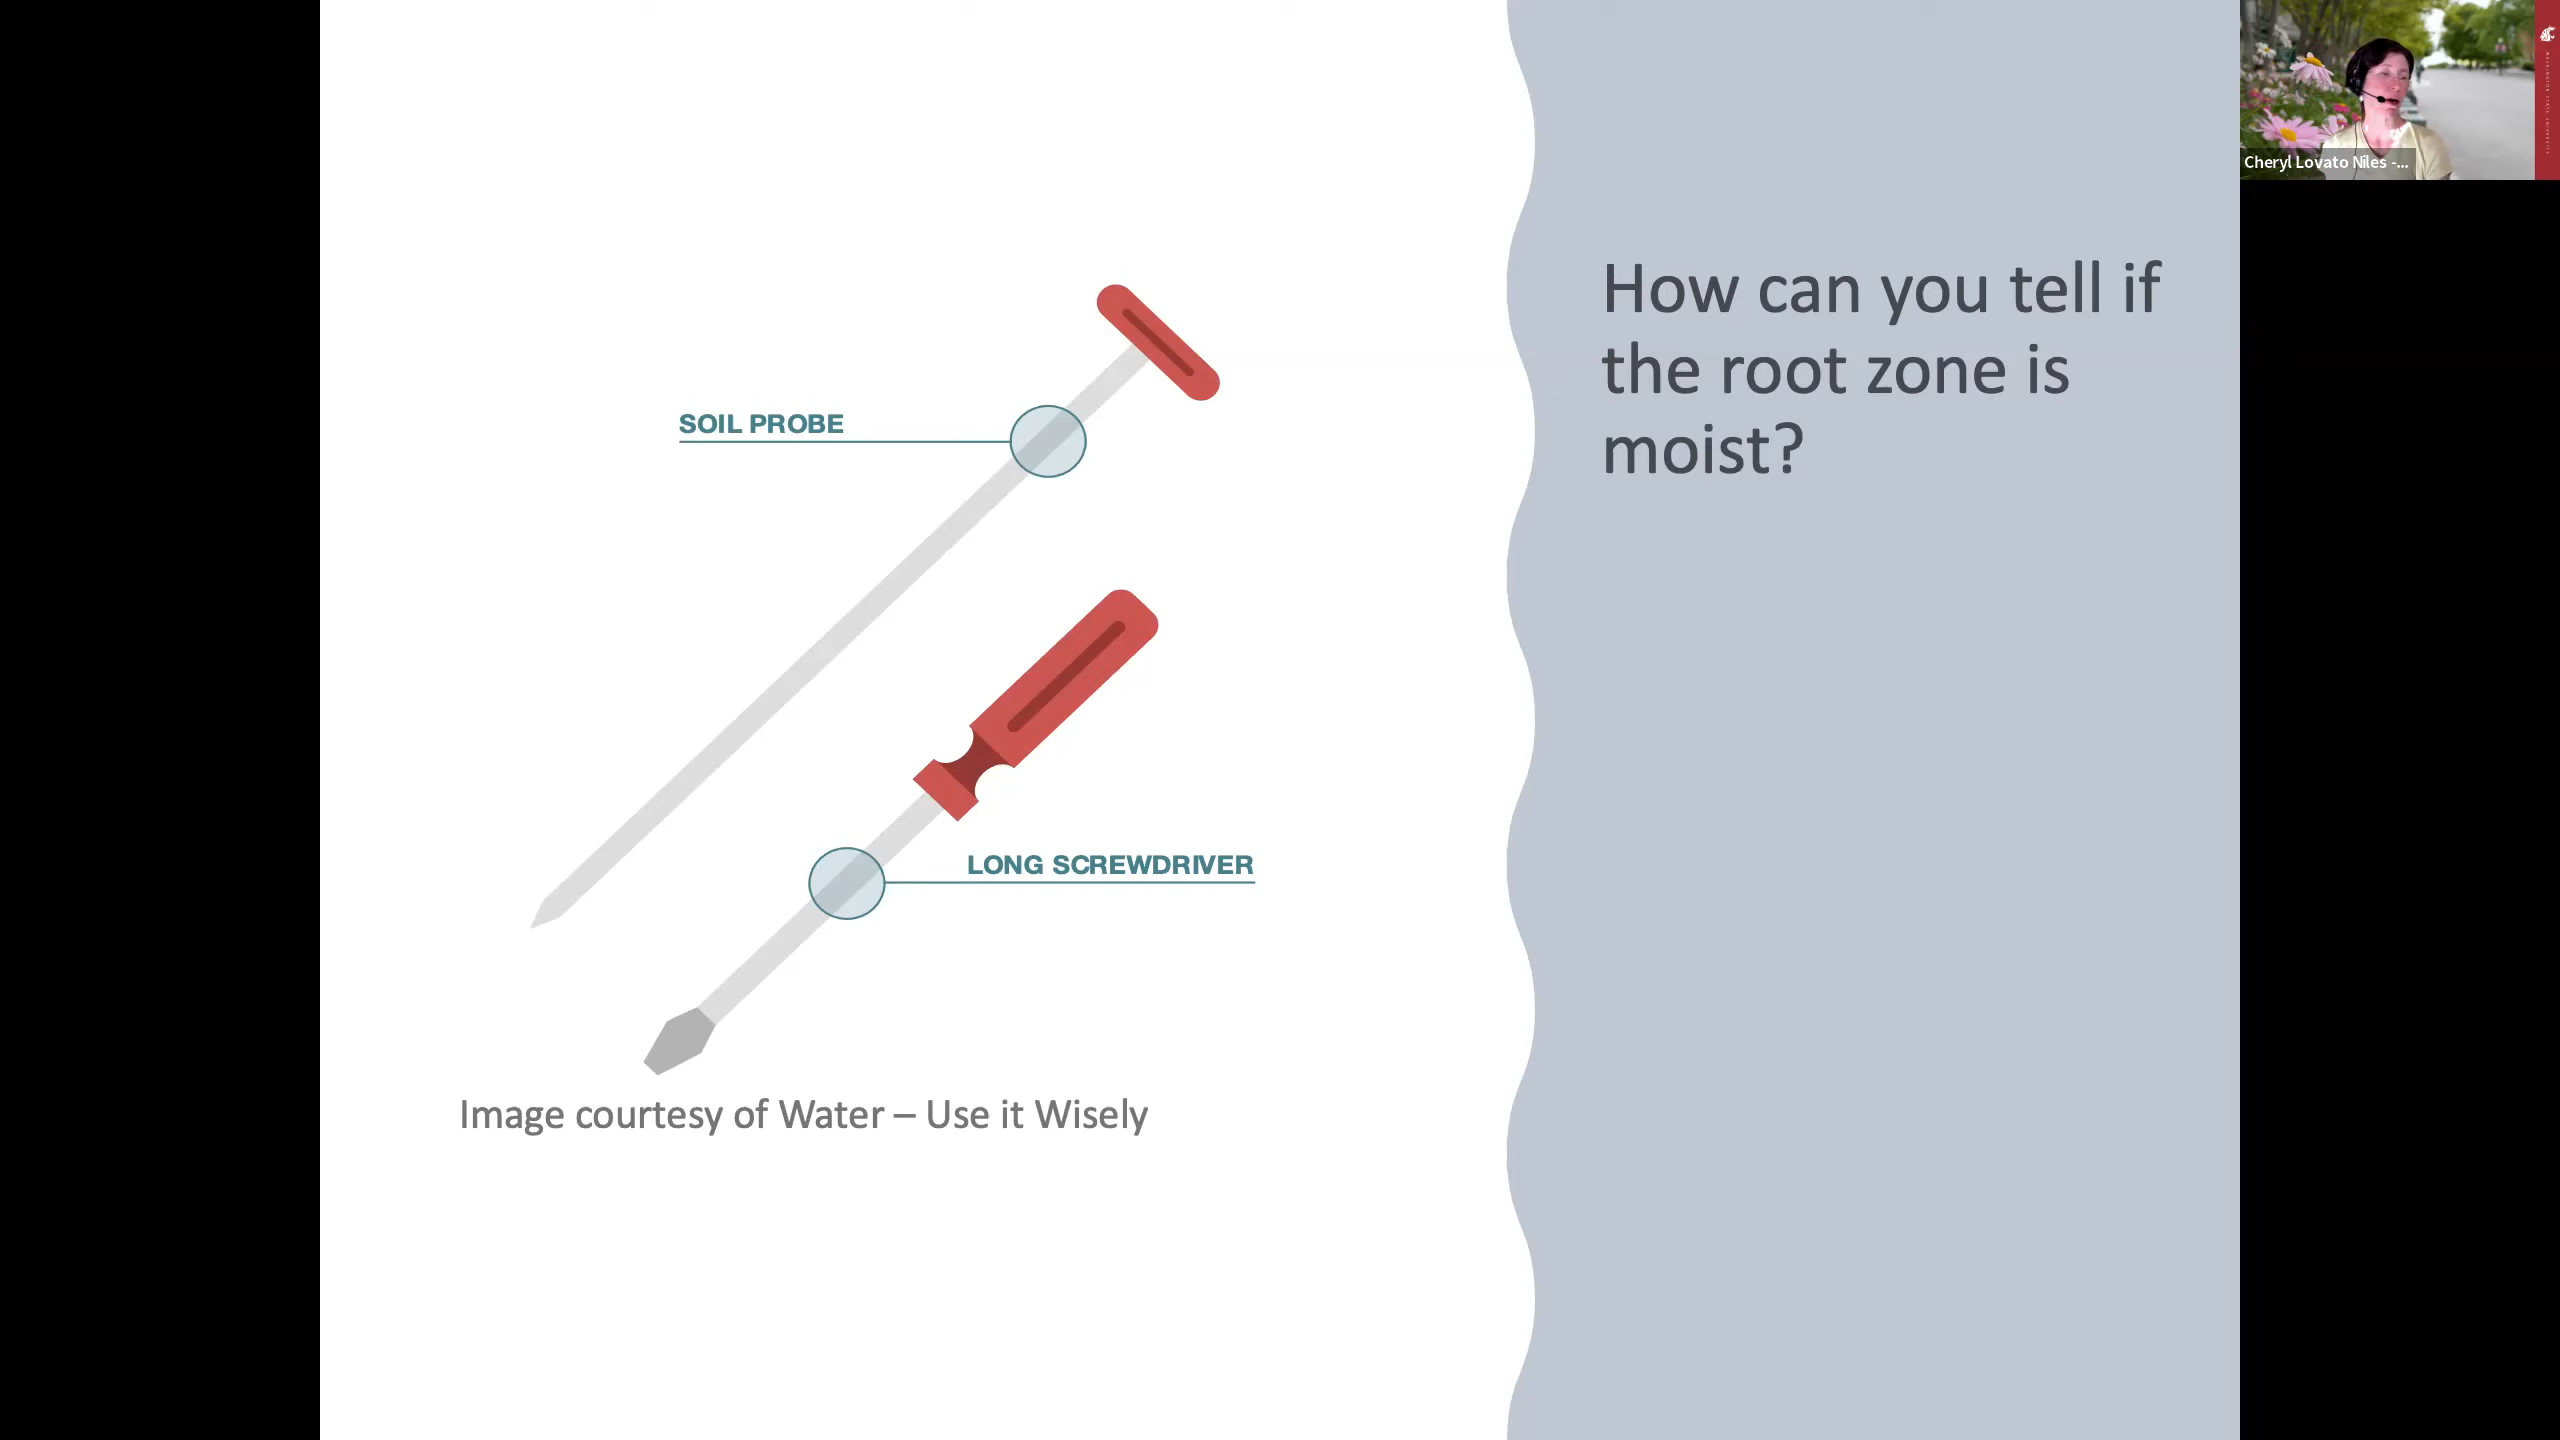 How can you tell if
the root zone is
moist?
SOIL PROBE
LONG SCREWDRIVER
Image courtesy of Water – Use it Wisely
Cheryl Lovato Niles -...